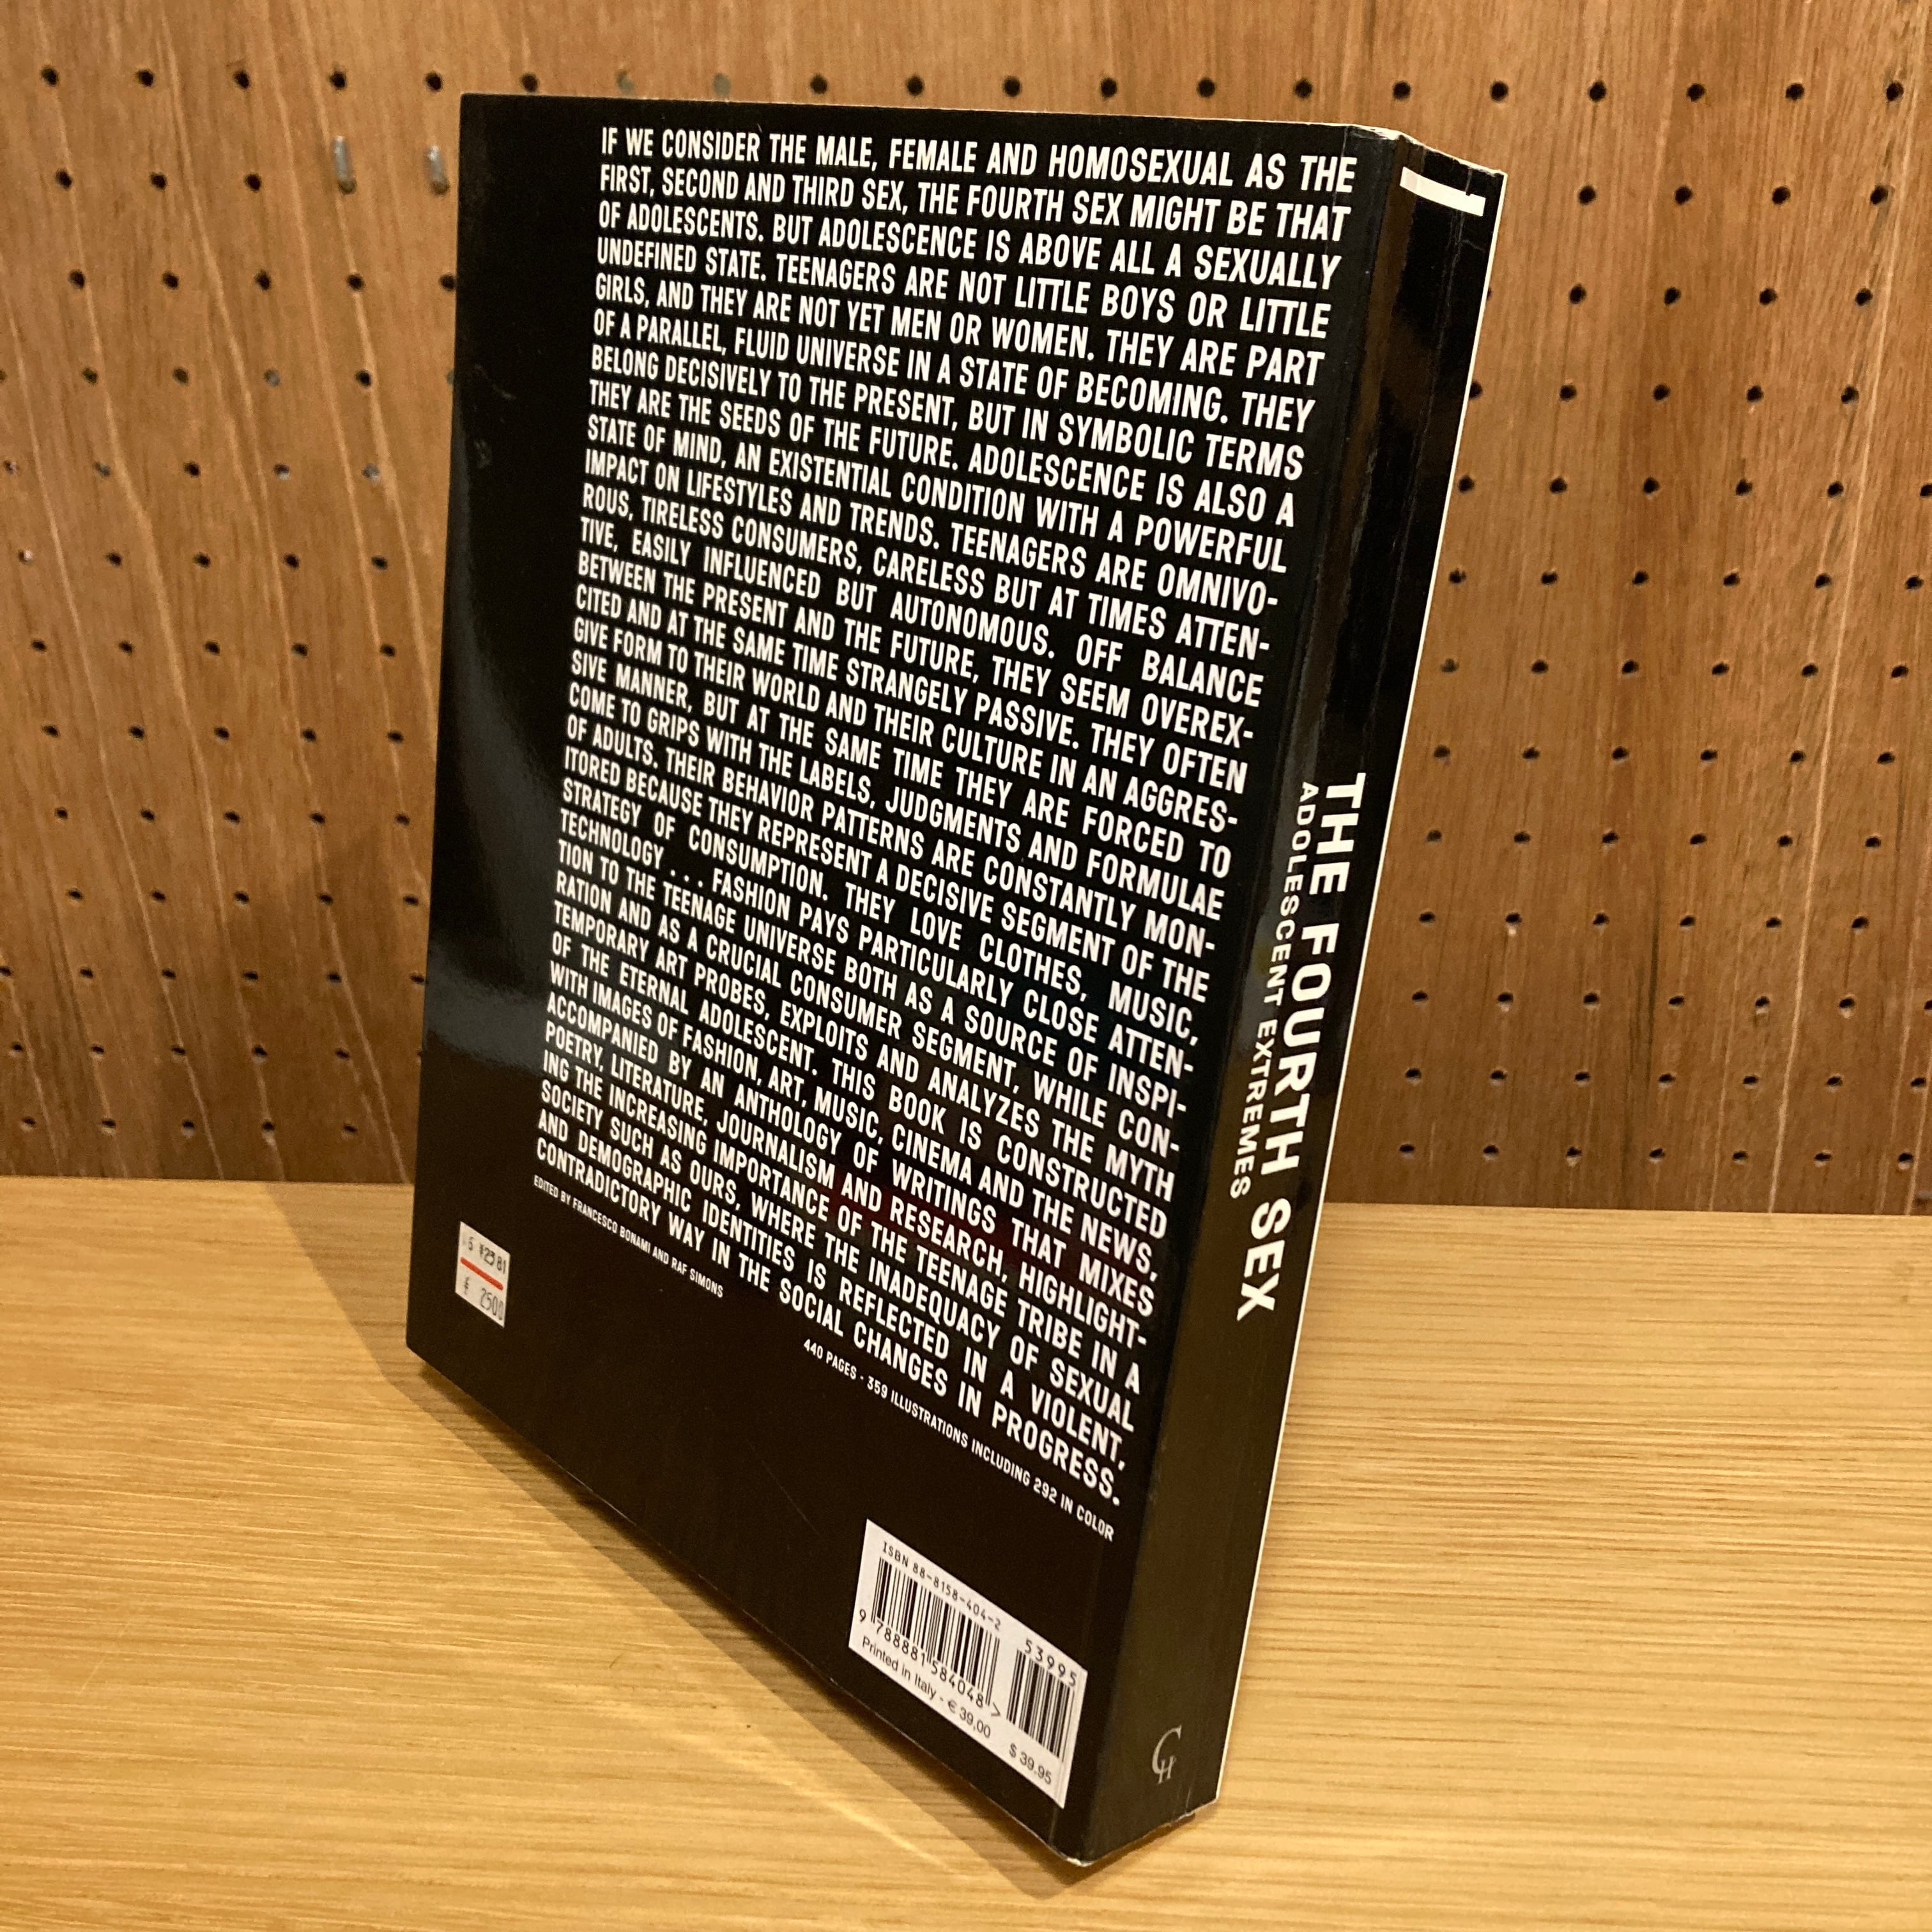 IF WE CONSIDER THE MALE, FEMALE AND HOMOSEXUAL AS THE
FIRST, SECOND AND THIRD SEX, THE FOURTH SEX MIGHT BE THAT
OF ADOLESCENTS. BUT ADOLESCENCE IS ABOVE ALL A SEXUALLY
UNDEFINED STATE. TEENAGERS ARE NOT LITTLE BOYS OR LITTLE
GIRLS, AND THEY ARE NOT YET MEN OR WOMEN. THEY ARE PART
OF A PARALLEL, FLUID UNIVERSE IN A STATE OF BECOMING. THEY
BELONG DECISIVELY TO THE PRESENT, BUT IN SYMBOLIC TERMS
THEY ARE THE SEEDS OF THE FUTURE. ADOLESCENCE IS ALSO A
STATE OF MIND, AN EXISTENTIAL CONDITION WITH A POWERFUL
IMPACT ON LIFESTYLES AND TRENDS. TEENAGERS ARE OMNIVO-
ROUS, TIRELESS CONSUMERS, CARELESS BUT AT TIMES ATTEN-
TIVE, EASILY INFLUENCED BUT AUTONOMOUS. OFF BALANCE
BETWEEN THE PRESENT AND THE FUTURE, THEY SEEM OVEREX-
CITED AND AT THE SAME TIME STRANGELY PASSIVE. THEY OFTEN
GIVE FORM TO THEIR WORLD AND THEIR CULTURE IN AN AGGRES-
SIVE MANNER, BUT AT THE SAME TIME THEY ARE FORCED TO
COME TO GRIPS WITH THE LABELS, JUDGMENTS AND FORMULAE
OF ADULTS. THEIR BEHAVIOR PATTERNS ARE CONSTANTLY MON-
ITORED BECAUSE THEY REPRESENT A DECISIVE SEGMENT OF THE
STRATEGY OF CONSUMPTION. THEY LOVE CLOTHES, MUSIC,
TECHNOLOGY . . . FASHION PAYS PARTICULARLY CLOSE ATTEN-
TION TO THE TEENAGE UNIVERSE BOTH AS A SOURCE OF INSPI-
RATION AND AS A CRUCIAL CONSUMER SEGMENT, WHILE CON-
TEMPORARY ART PROBES, EXPLOITS AND ANALYZES THE MYTH
OF THE ETERNAL ADOLESCENT. THIS BOOK IS CONSTRUCTED
WITH IMAGES OF FASHION, ART, MUSIC, CINEMA AND THE NEWS,
ACCOMPANIED BY AN ANTHOLOGY OF WRITINGS THAT MIXES
POETRY, LITERATURE, JOURNALISM AND RESEARCH, HIGHLIGHT-
ING THE INCREASING IMPORTANCE OF THE TEENAGE TRIBE IN A
SOCIETY SUCH AS OURS, WHERE THE INADEQUACY OF SEXUAL
AND DEMOGRAPHIC IDENTITIES IS REFLECTED IN A VIOLENT,
CONTRADICTORY WAY IN THE SOCIAL CHANGES IN PROGRESS.
EDITED BY FRANCESCO BONAMI AND RAF SIMONS
440 PAGES - 359 ILLUSTRATIONS INCLUDING 292 IN COLOR
¥2381
¥ 2500
ISBN 88-8158-404-2
53995
9 788881 584048 >
Printed in Italy - € 39,00
$ 39.95
THE FOURTH SEX
ADOLESCENT EXTREMES
CH